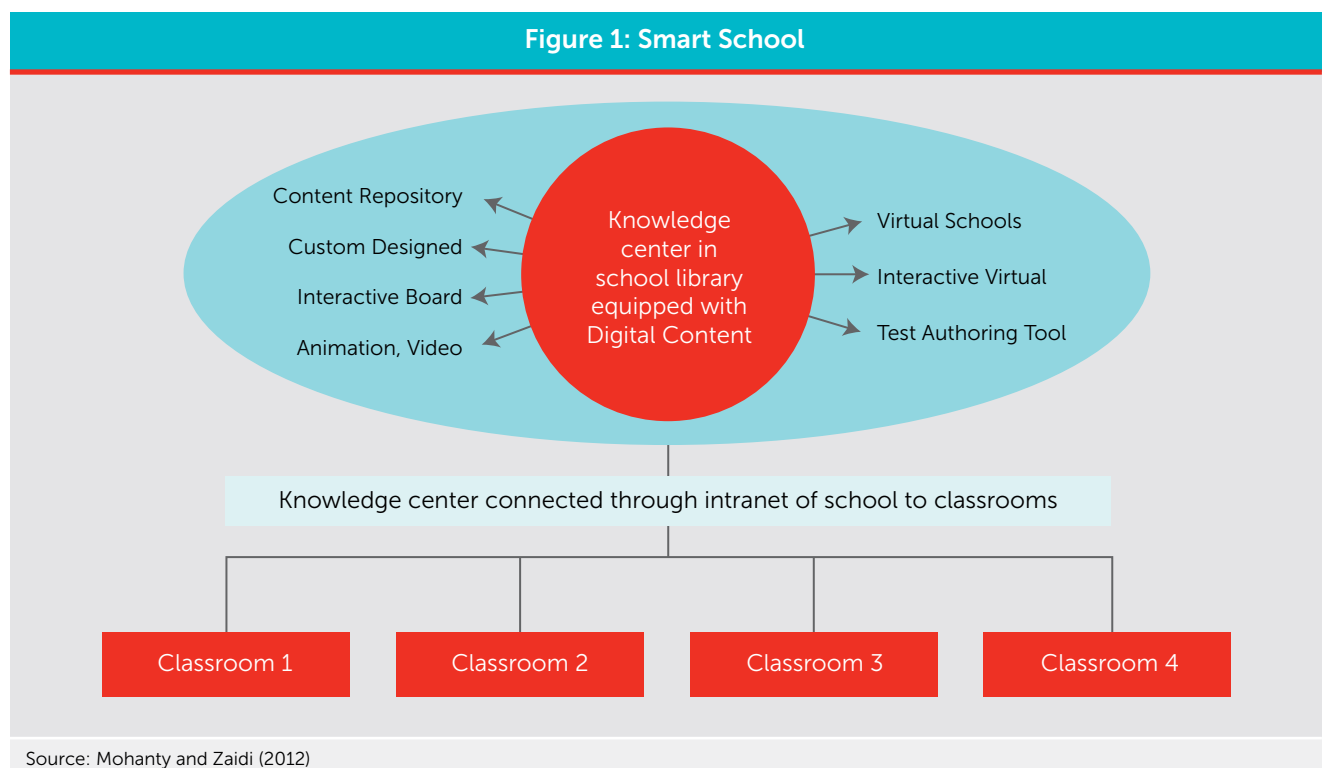 Figure 1: Smart School
Content Repository
Custom Designed
Interactive Board
Animation, Video
Knowledge
center in
school library
equipped with
Digital Content
Virtual Schools
Interactive Virtual
Test Authoring Tool
Knowledge center connected through intranet of school to classrooms
Classroom 1
Classroom 2
Classroom 3
Classroom 4
Source: Mohanty and Zaidi (2012)